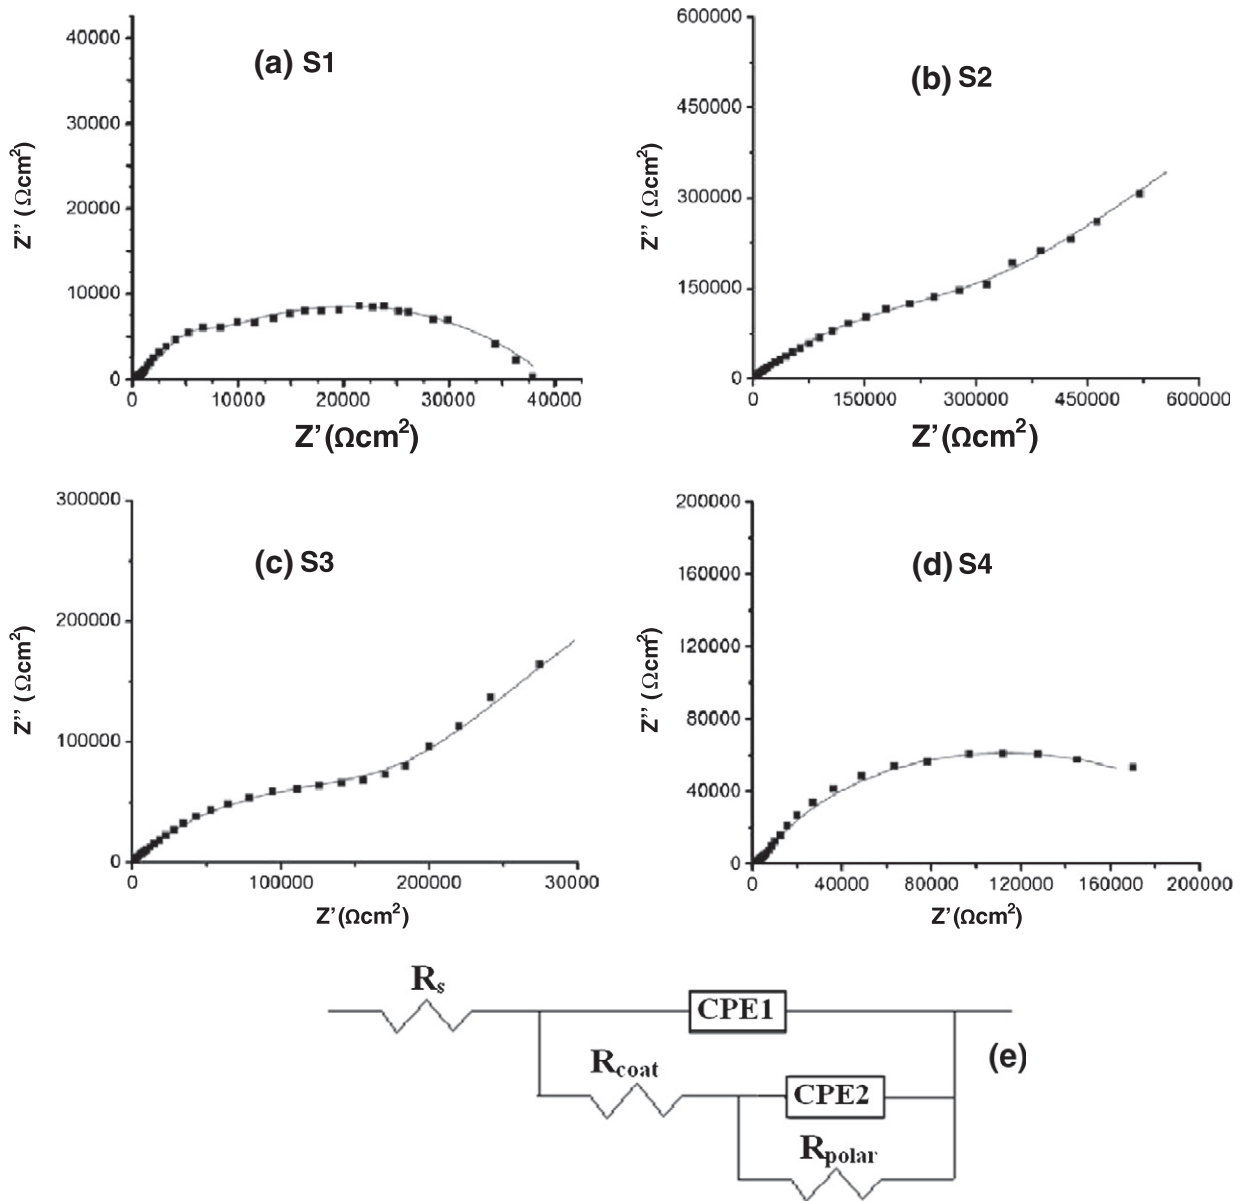 (a) S1
40000
30000
20000
10000
0
Z'' (Ωcm²)
0 10000 20000 30000 40000
Z' (Ωcm²)
(b) S2
600000
450000
300000
150000
0
Z'' (Ωcm²)
0 150000 300000 450000 600000
Z' (Ωcm²)
(c) S3
300000
200000
100000
0
Z'' (Ωcm²)
0 100000 200000 30000
Z' (Ωcm²)
(d) S4
200000
160000
120000
80000
40000
0
Z'' (Ωcm²)
0 40000 80000 120000 160000 200000
Z' (Ωcm²)
Rs
CPE1
(e)
Rcoat
CPE2
Rpolar